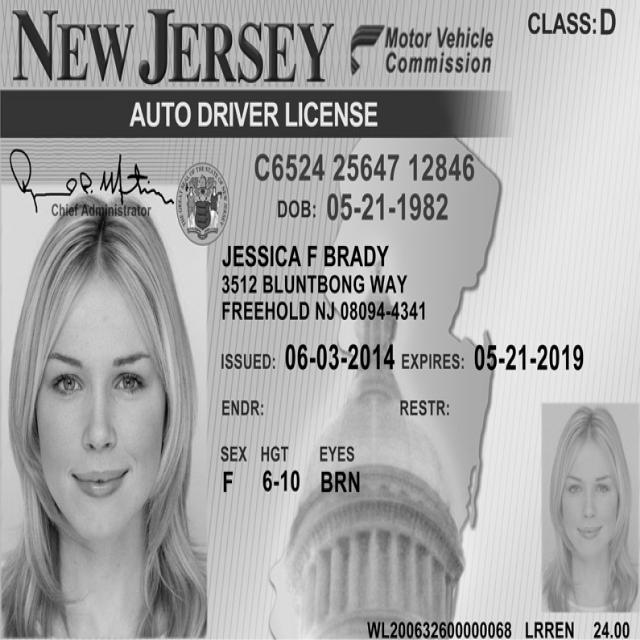 NEW JERSEY
Motor Vehicle
Commission
CLASS: D
AUTO DRIVER LICENSE
Chief Administrator
C6524 25647 12846
DOB: 05-21-1982
JESSICA F BRADY
3512 BLUNTBONG WAY
FREEHOLD NJ 08094-4341
ISSUED: 06-03-2014 EXPIRES: 05-21-2019
ENDR: RESTR:
SEX HGT EYES
F 6-10 BRN
WL200632600000068 LRREN 24.00